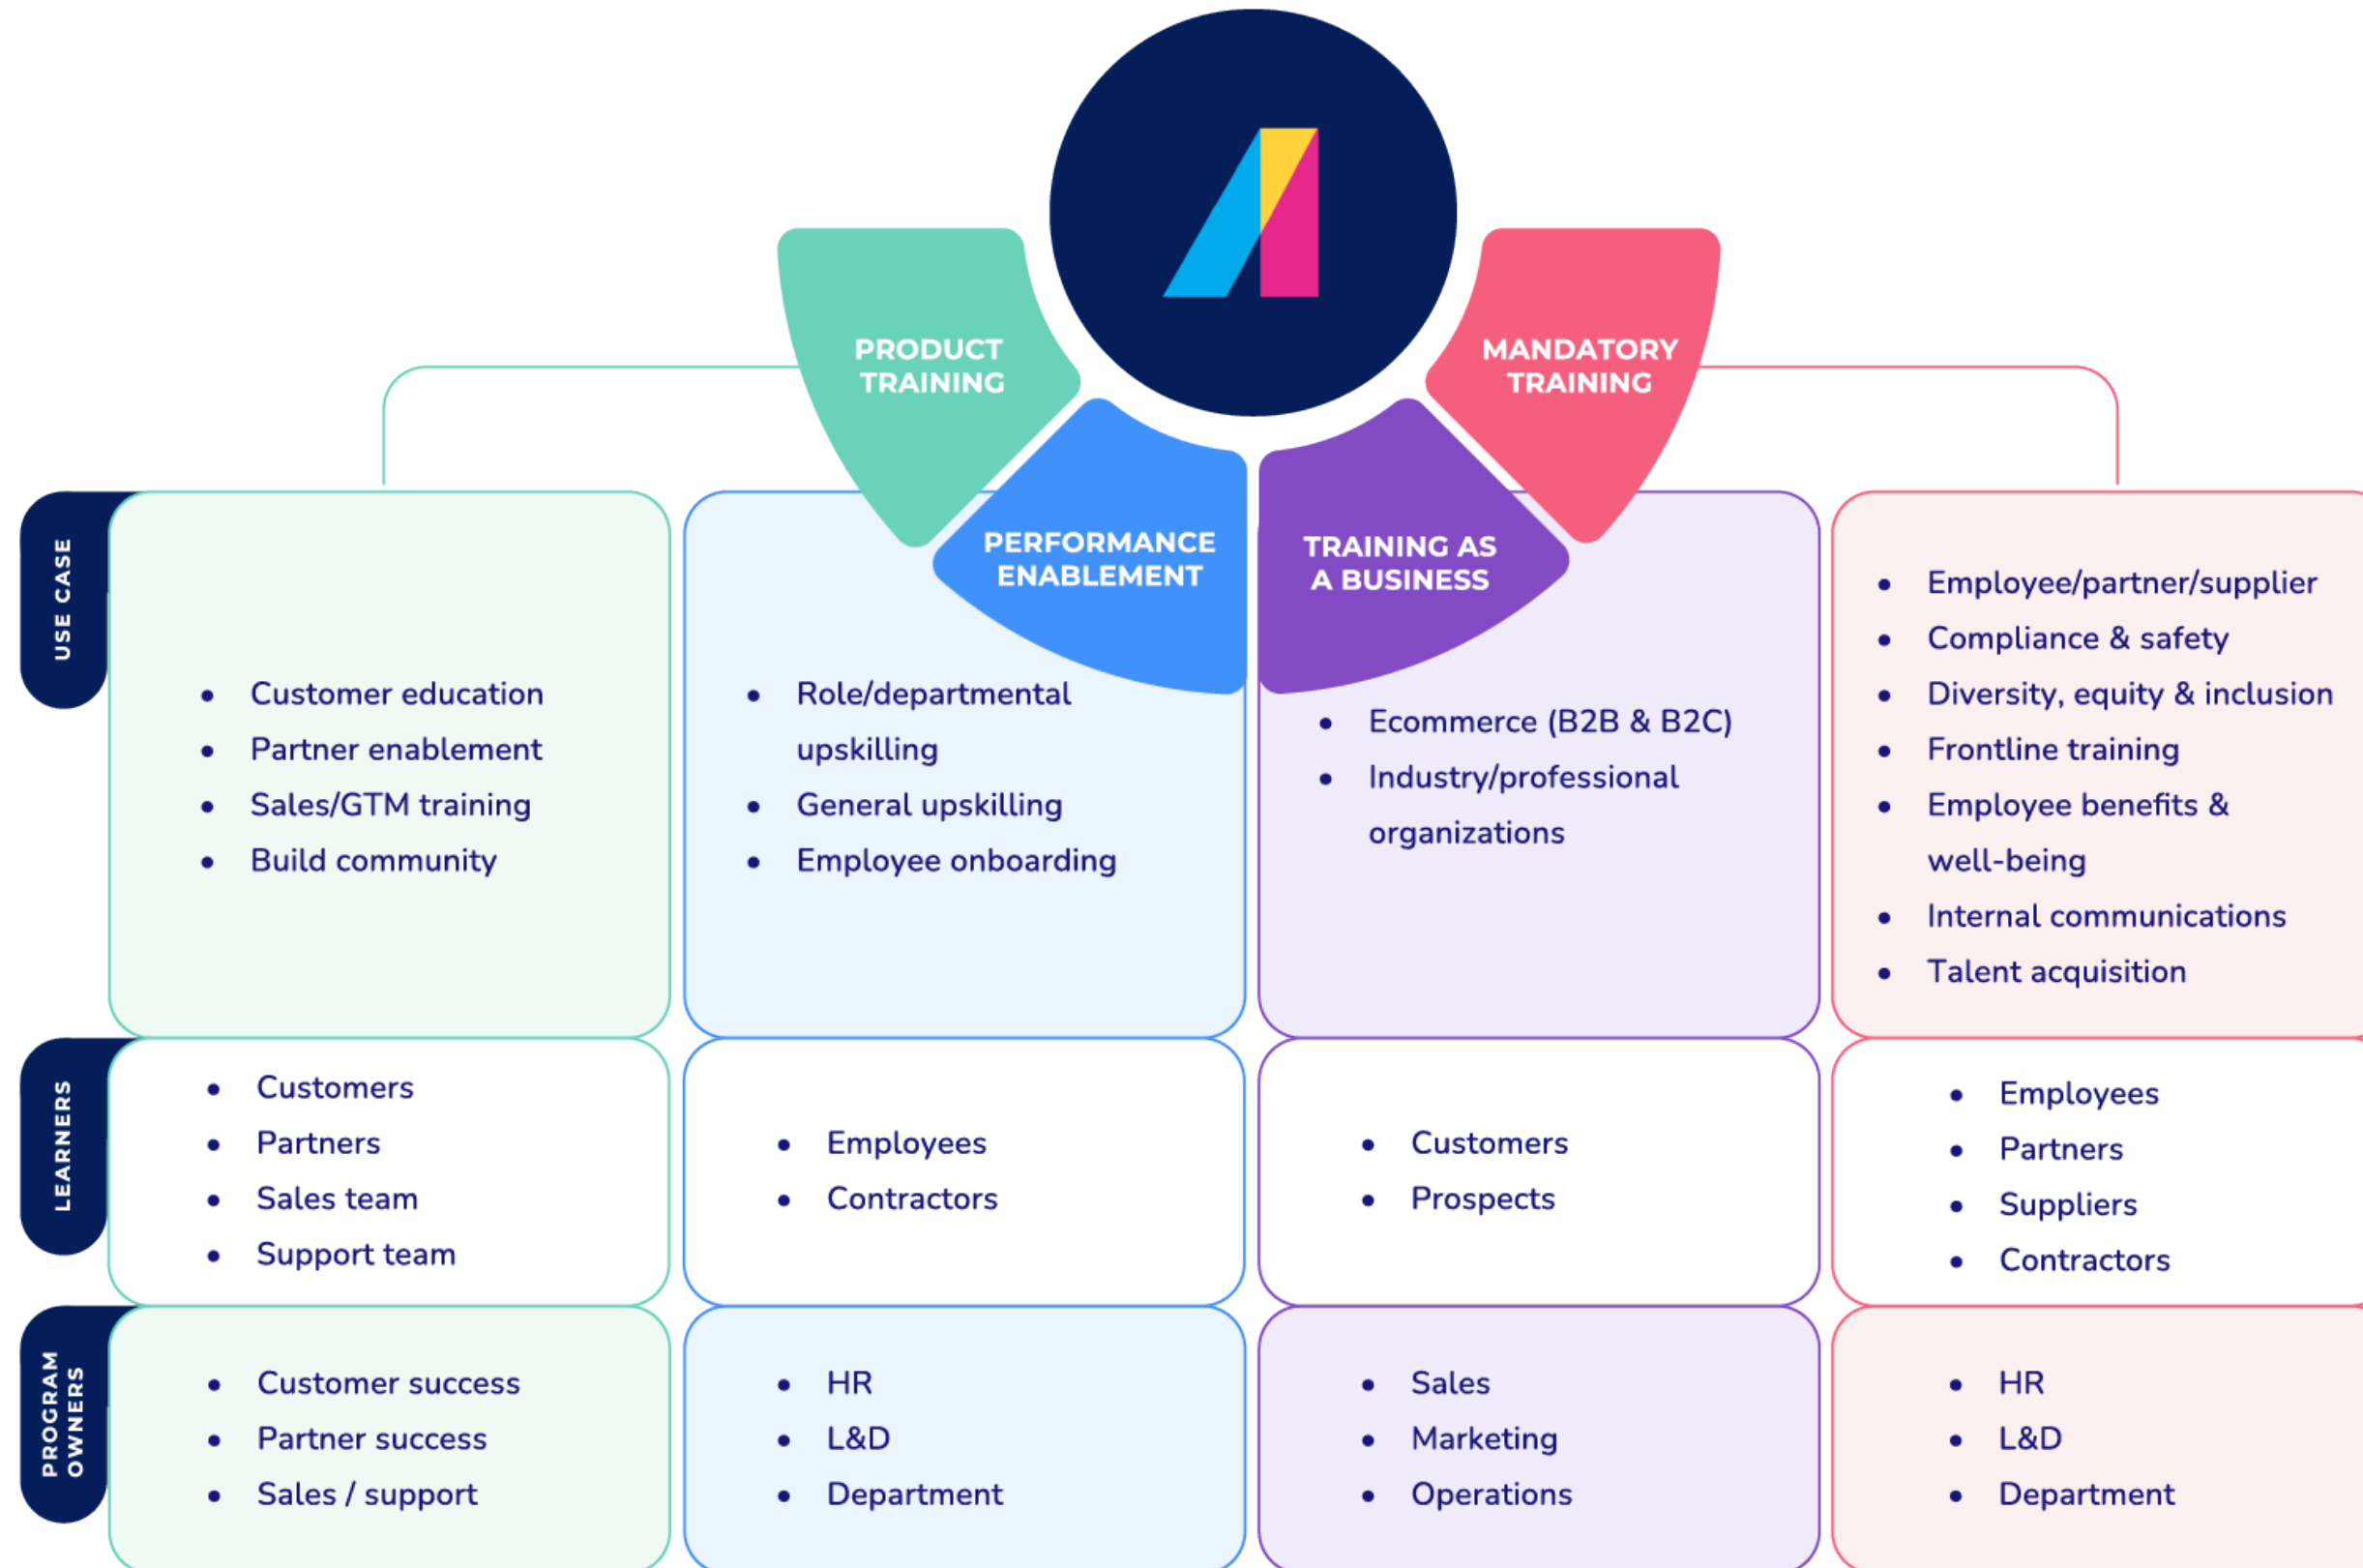 PRODUCT
TRAINING
PERFORMANCE
ENABLEMENT
TRAINING AS
A BUSINESS
MANDATORY
TRAINING
USE CASE
• Customer education
• Partner enablement
• Sales/GTM training
• Build community
• Role/departmental
upskilling
• General upskilling
• Employee onboarding
• Ecommerce (B2B & B2C)
• Industry/professional
organizations
• Employee/partner/supplier
• Compliance & safety
• Diversity, equity & inclusion
• Frontline training
• Employee benefits &
well-being
• Internal communications
• Talent acquisition
LEARNERS
• Customers
• Partners
• Sales team
• Support team
• Employees
• Contractors
• Customers
• Prospects
• Employees
• Partners
• Suppliers
• Contractors
PROGRAM
OWNERS
• Customer success
• Partner success
• Sales / support
• HR
• L&D
• Department
• Sales
• Marketing
• Operations
• HR
• L&D
• Department